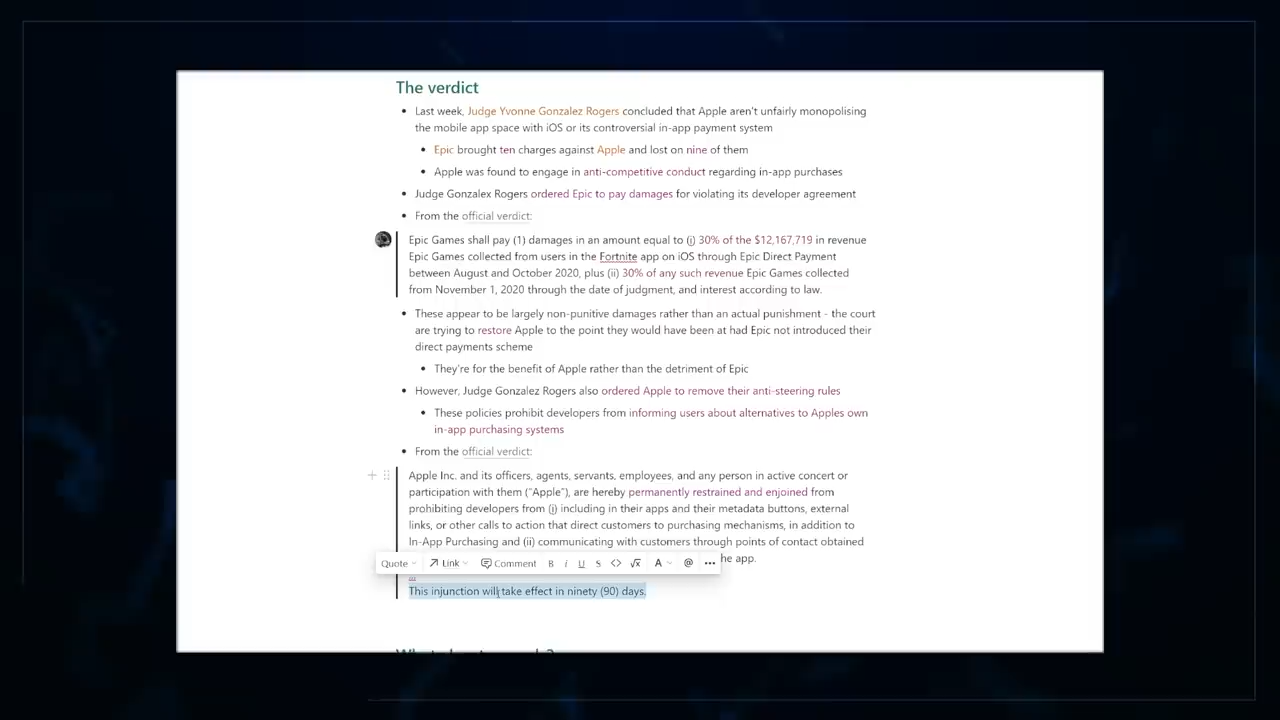 The verdict
Last week, Judge Yvonne Gonzalez Rogers concluded that Apple aren't unfairly monopolising
the mobile app space with iOS or its controversial in-app payment system
Epic brought ten charges against Apple and lost on nine of them
Apple was found to engage in anti-competitive conduct regarding in-app purchases
Judge Gonzalex Rogers ordered Epic to pay damages for violating its developer agreement
From the official verdict:
Epic Games shall pay (1) damages in an amount equal to (i) 30% of the $12,167,719 in revenue
Epic Games collected from users in the Fortnite app on iOS through Epic Direct Payment
between August and October 2020, plus (ii) 30% of any such revenue Epic Games collected
from November 1, 2020 through the date of judgment, and interest according to law.
These appear to be largely non-punitive damages rather than an actual punishment - the court
are trying to restore Apple to the point they would have been at had Epic not introduced their
direct payments scheme
They're for the benefit of Apple rather than the detriment of Epic
However, Judge Gonzalez Rogers also ordered Apple to remove their anti-steering rules
These policies prohibit developers from informing users about alternatives to Apples own
in-app purchasing systems
From the official verdict:
Apple Inc. and its officers, agents, servants, employees, and any person in active concert or
participation with them ("Apple"), are hereby permanently restrained and enjoined from
prohibiting developers from (i) including in their apps and their metadata buttons, external
links, or other calls to action that direct customers to purchasing mechanisms, in addition to
In-App Purchasing and (ii) communicating with customers through points of contact obtained
the app.
Quote Link Comment B i U S <> √x A @ •••
...
This injunction will take effect in ninety (90) days.